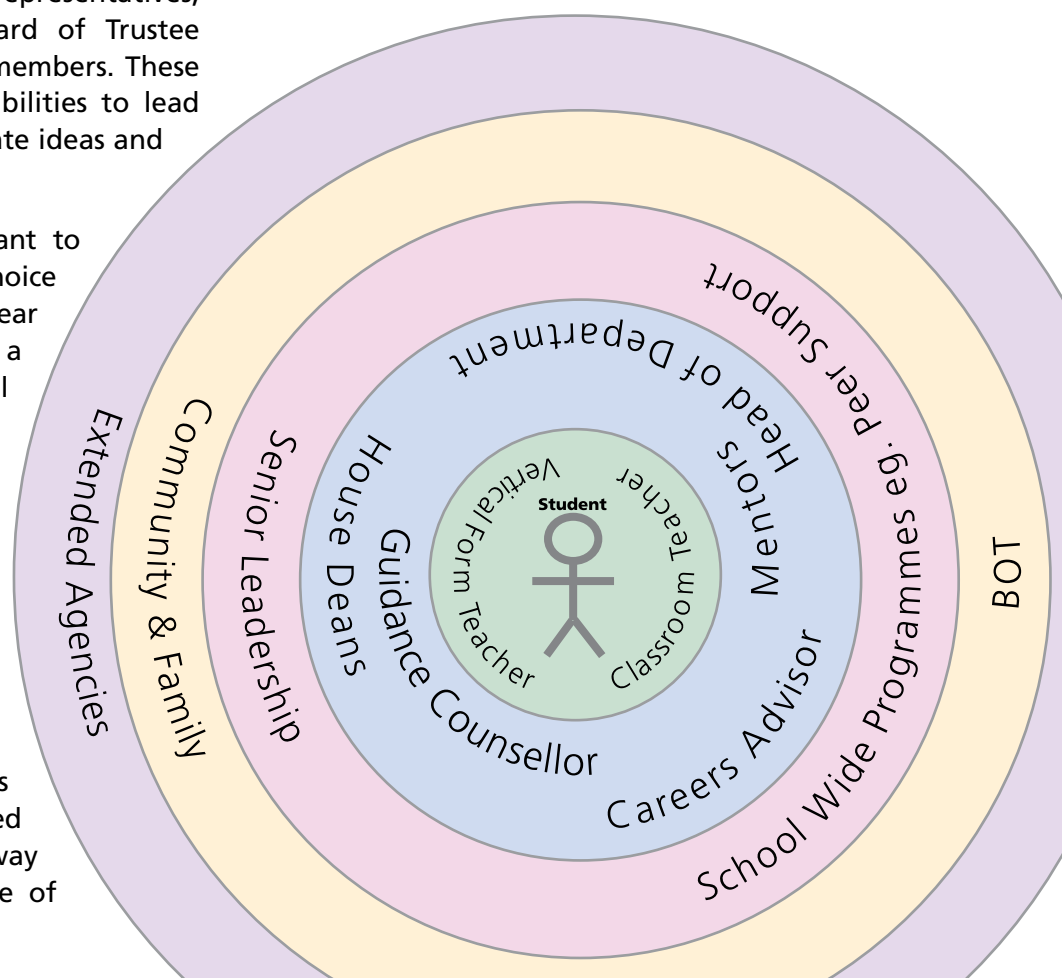 epresentatives,
ard of Trustee
members. These
bilities to lead
ate ideas and
ant to
hoice
ear
a
l
s
ed
way
e of
Extended Agencies
Community & Family
BOT
Senior Leadership
School Wide Programmes eg. Peer Support
House Deans
Head of Department
Guidance Counsellor
Mentors
Careers Advisor
Vertical Form Teacher
Classroom Teacher
Student